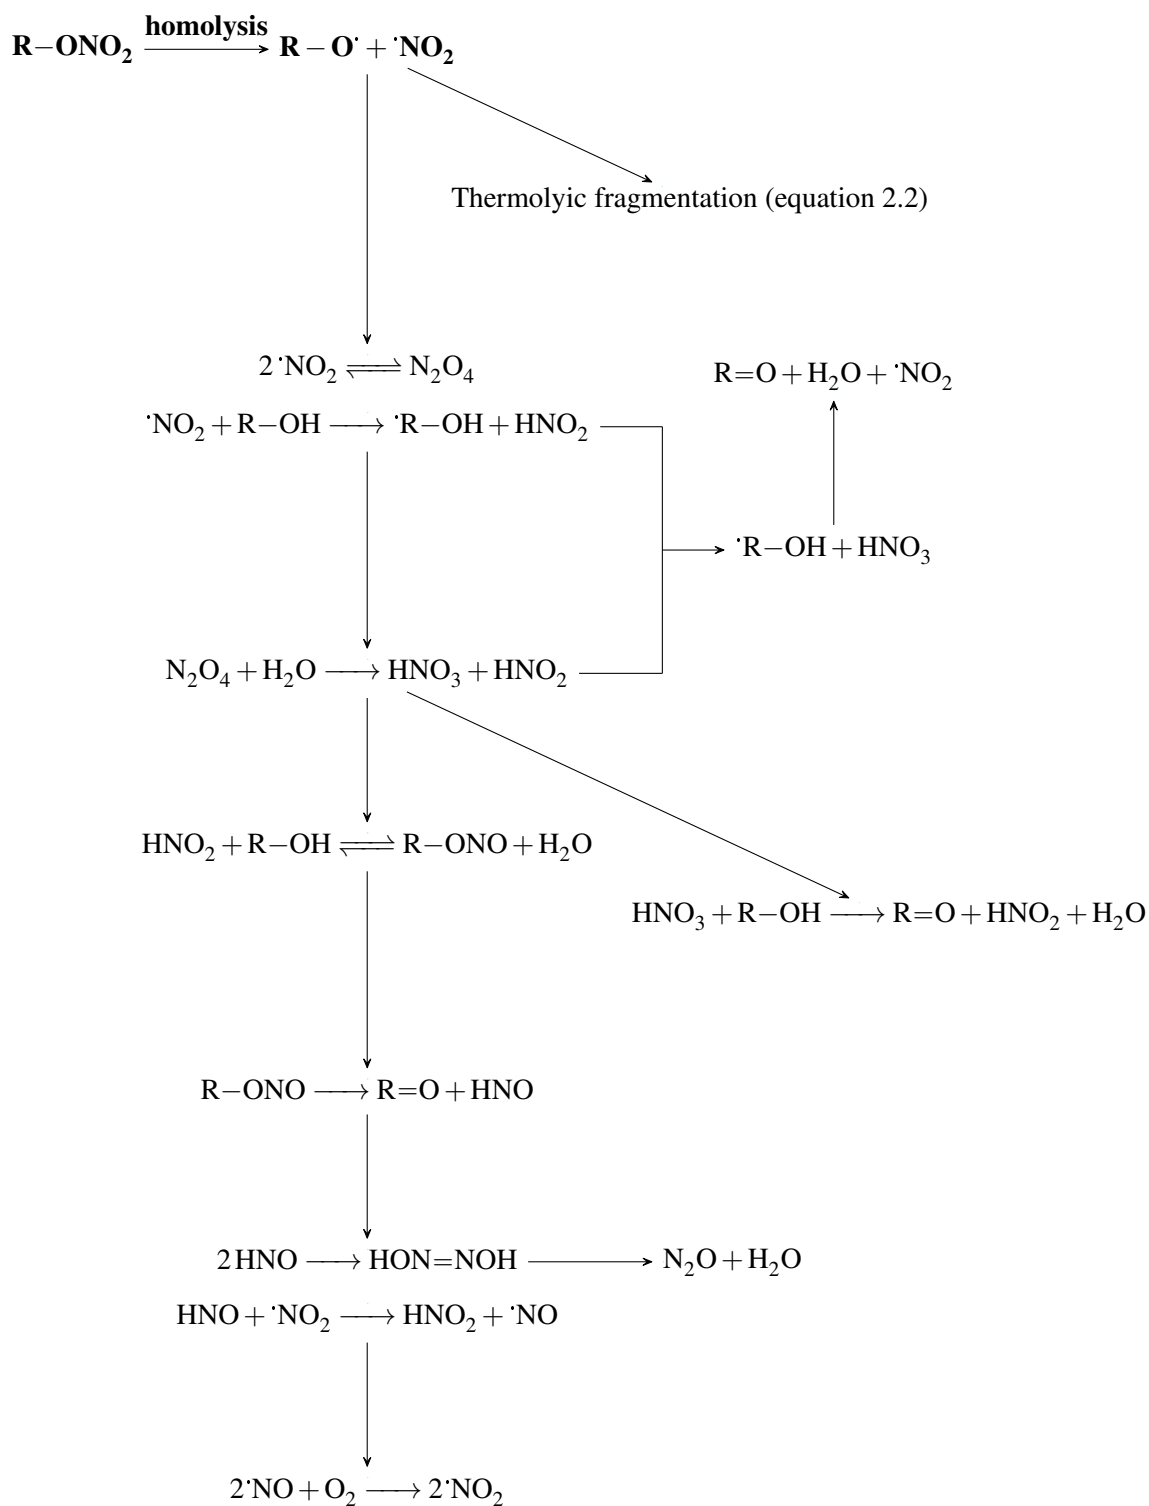 homolysis
R−ONO₂ ⟶ R − O˙ + ˙NO₂
Thermolyic fragmentation (equation 2.2)
2 ˙NO₂ ⇌ N₂O₄
R=O + H₂O + ˙NO₂
˙NO₂ + R−OH ⟶ ˙R−OH + HNO₂
˙R−OH + HNO₃
N₂O₄ + H₂O ⟶ HNO₃ + HNO₂
HNO₂ + R−OH ⇌ R−ONO + H₂O
HNO₃ + R−OH ⟶ R=O + HNO₂ + H₂O
R−ONO ⟶ R=O + HNO
2 HNO ⟶ HON=NOH ⟶ N₂O + H₂O
HNO + ˙NO₂ ⟶ HNO₂ + ˙NO
2˙NO + O₂ ⟶ 2˙NO₂